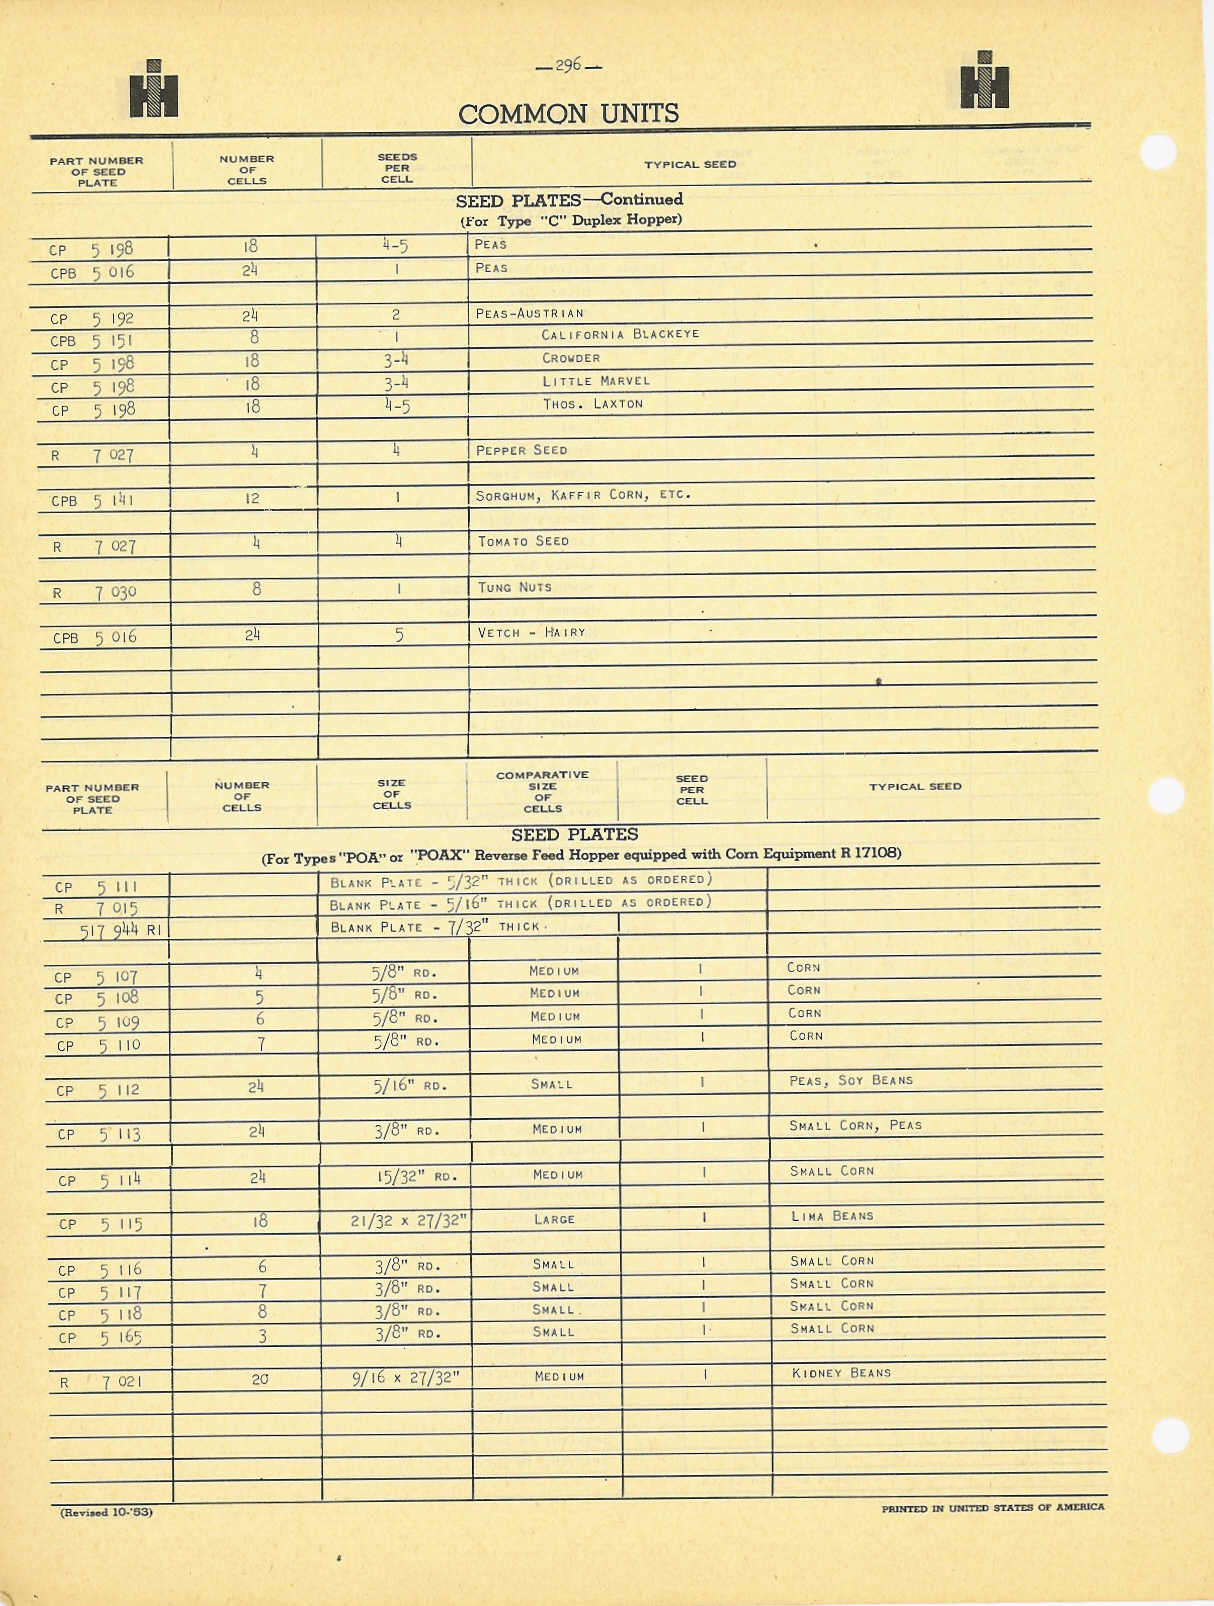 —296—
COMMON UNITS
PART NUMBER OF SEED PLATE NUMBER OF CELLS SEEDS PER CELL TYPICAL SEED
SEED PLATES—Continued
(For Type "C" Duplex Hopper)
CP 5 198 18 4-5 PEAS
CPB 5 016 24 1 PEAS
CP 5 192 24 2 PEAS-AUSTRIAN
CPB 5 151 8 1 CALIFORNIA BLACKEYE
CP 5 198 18 3-4 CROWDER
CP 5 198 18 3-4 LITTLE MARVEL
CP 5 198 18 4-5 THOS. LAXTON
R 7 027 4 4 PEPPER SEED
CPB 5 141 12 1 SORGHUM, KAFFIR CORN, ETC.
R 7 027 4 4 TOMATO SEED
R 7 030 8 1 TUNG NUTS
CPB 5 016 24 5 VETCH - HAIRY
PART NUMBER OF SEED PLATE NUMBER OF CELLS SIZE OF CELLS COMPARATIVE SIZE OF CELLS SEED PER CELL TYPICAL SEED
SEED PLATES
(For Types "POA" or "POAX" Reverse Feed Hopper equipped with Corn Equipment R 17108)
CP 5 111 BLANK PLATE - 5/32" THICK (DRILLED AS ORDERED)
R 7 015 BLANK PLATE - 5/16" THICK (DRILLED AS ORDERED)
517 944 R1 BLANK PLATE - 7/32" THICK.
CP 5 107 4 5/8" RD. MEDIUM 1 CORN
CP 5 108 5 5/8" RD. MEDIUM 1 CORN
CP 5 109 6 5/8" RD. MEDIUM 1 CORN
CP 5 110 7 5/8" RD. MEDIUM 1 CORN
CP 5 112 24 5/16" RD. SMALL 1 PEAS, SOY BEANS
CP 5 113 24 3/8" RD. MEDIUM 1 SMALL CORN, PEAS
CP 5 114 24 15/32" RD. MEDIUM 1 SMALL CORN
CP 5 115 18 21/32 X 27/32" LARGE 1 LIMA BEANS
CP 5 116 6 3/8" RD. SMALL 1 SMALL CORN
CP 5 117 7 3/8" RD. SMALL 1 SMALL CORN
CP 5 118 8 3/8" RD. SMALL 1 SMALL CORN
CP 5 165 3 3/8" RD. SMALL 1 SMALL CORN
R 7 021 20 9/16 X 27/32" MEDIUM 1 KIDNEY BEANS
(Revised 10-'53) PRINTED IN UNITED STATES OF AMERICA